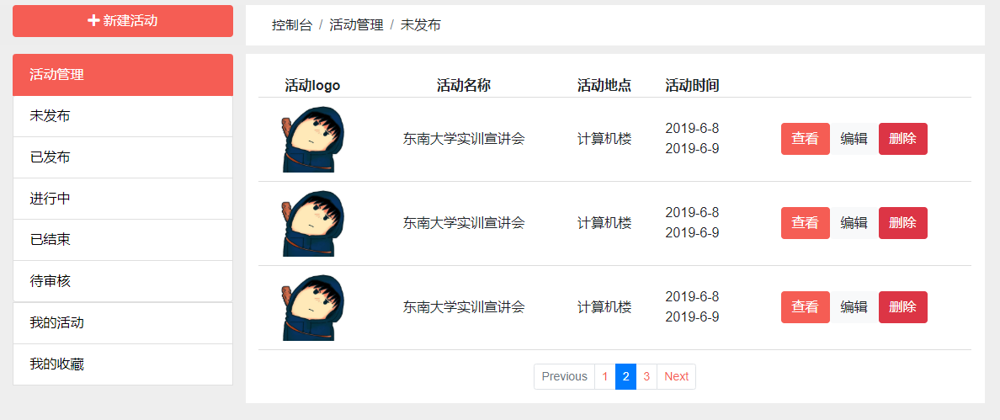 新建活动
活动管理
未发布
已发布
进行中
已结束
待审核
我的活动
我的收藏
控制台 / 活动管理 / 未发布
活动logo 活动名称 活动地点 活动时间
东南大学实训宣讲会 计算机楼 2019-6-8
2019-6-9
查看 编辑 删除
东南大学实训宣讲会 计算机楼 2019-6-8
2019-6-9
查看 编辑 删除
东南大学实训宣讲会 计算机楼 2019-6-8
2019-6-9
查看 编辑 删除
Previous 1 2 3 Next